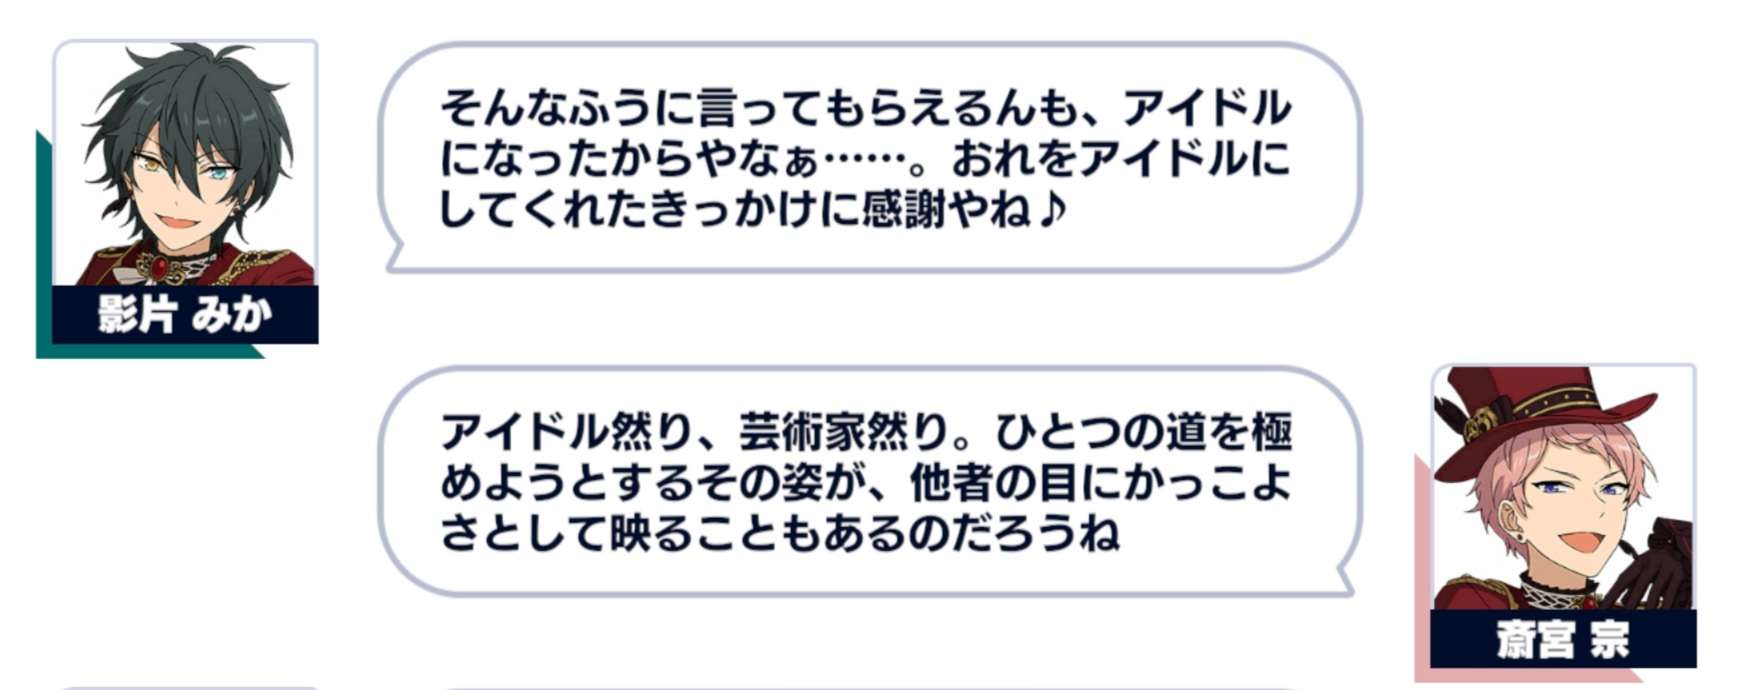 そんなふうに言ってもらえるんも、アイドル
になったからやなぁ……。おれをアイドルに
してくれたきっかけに感謝やね♪
影片 みか
アイドル然り、芸術家然り。ひとつの道を極
めようとするその姿が、他者の目にかっこよ
さとして映ることもあるのだろうね
斎宮 宗